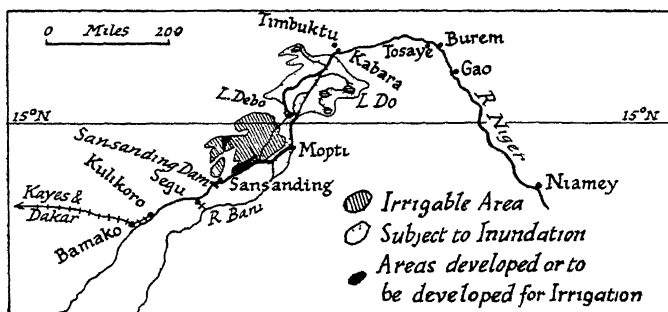 0 MILES 200
TIMBUKTU
KABARA
TOSAYE
BUREM
GAO
L. Debo
L. DO
R. NIGER
15°N
15°N
Sansanding Dam
MOPTI
Kulikoro
Segu
Sansanding
NIAMEY
Kayes &
Dakar
Bamako
R. Bani
Irrigable Area
Subject to Inundation
Areas developed or to
be developed for Irrigation